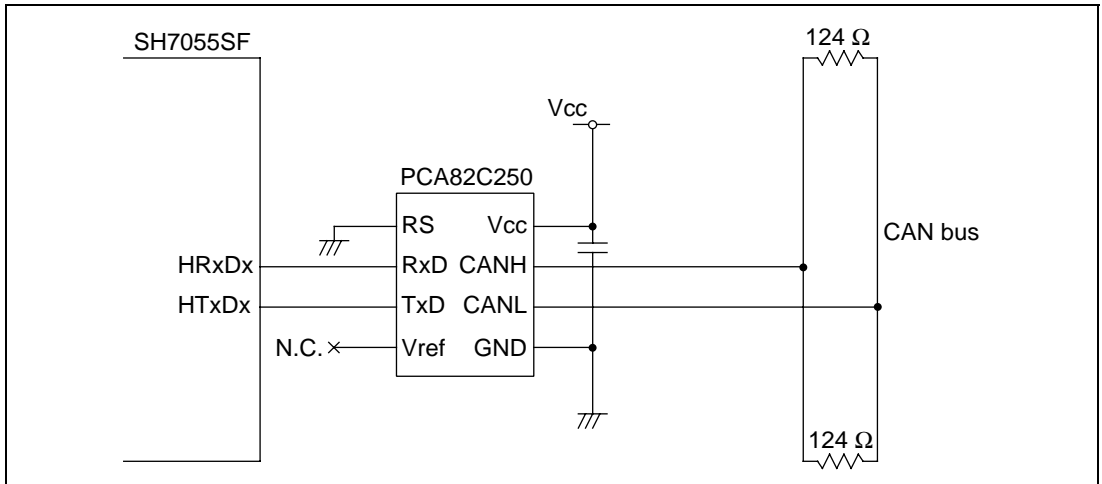 SH7055SF
124 Ω
Vcc
PCA82C250
RS
Vcc
CAN bus
HRxDx
RxD
CANH
HTxDx
TxD
CANL
N.C.
Vref
GND
124 Ω